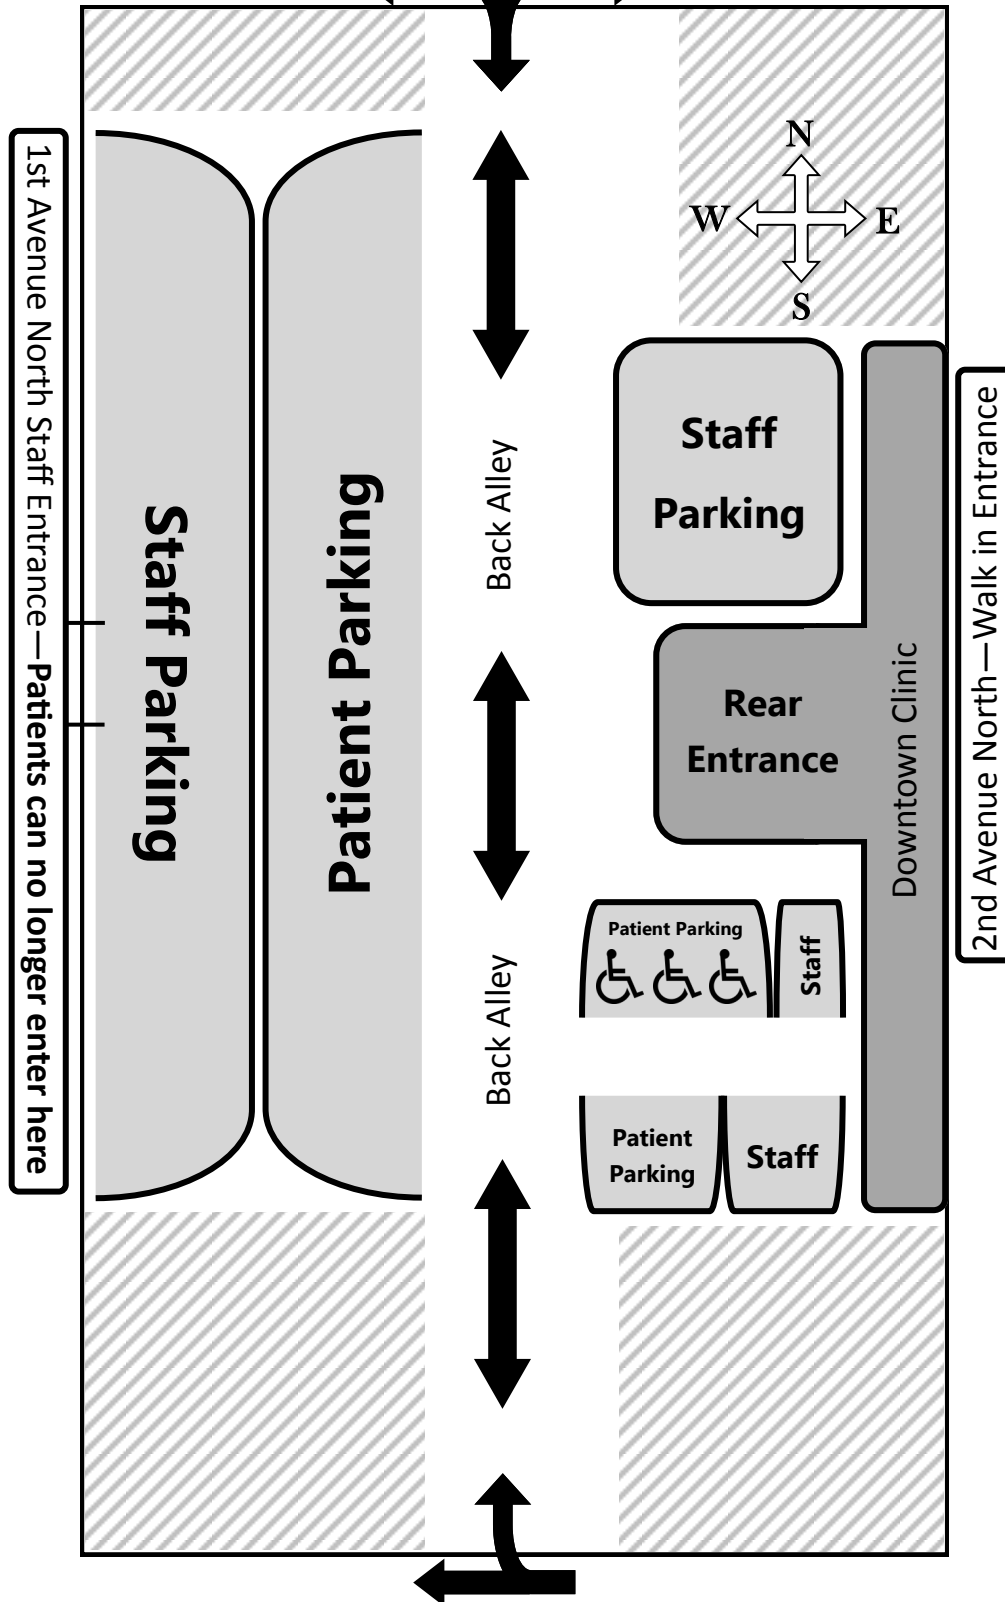 N
W
E
S
1st Avenue North Staff Entrance—Patients can no longer enter here
Staff Parking
Patient Parking
Back Alley
Staff
Parking
Rear
Entrance
Downtown Clinic
2nd Avenue North—Walk in Entrance
Back Alley
Patient Parking
Staff
Patient
Parking
Staff